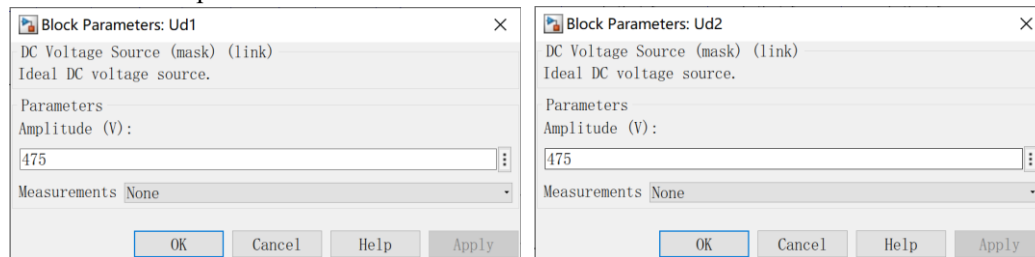 Block Parameters: Ud1
DC Voltage Source (mask) (link)
Ideal DC voltage source.
Parameters
Amplitude (V):
475
Measurements None
OK Cancel Help Apply
Block Parameters: Ud2
DC Voltage Source (mask) (link)
Ideal DC voltage source.
Parameters
Amplitude (V):
475
Measurements None
OK Cancel Help Apply